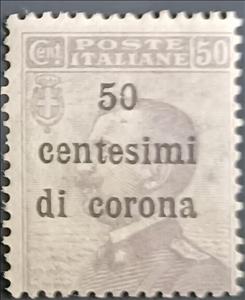 Cent. POSTE 50
ITALIANE
50
centesimi
di corona